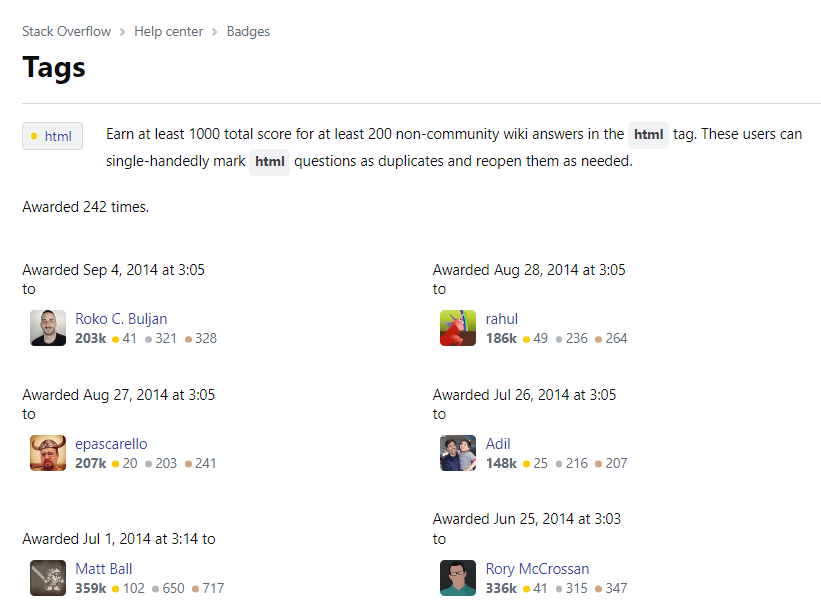 Stack Overflow > Help center > Badges
Tags
html
Earn at least 1000 total score for at least 200 non-community wiki answers in the html tag. These users can
single-handedly mark html questions as duplicates and reopen them as needed.
Awarded 242 times.
Awarded Sep 4, 2014 at 3:05
to
Roko C. Buljan
203k 41 321 328
Awarded Aug 28, 2014 at 3:05
to
rahul
186k 49 236 264
Awarded Aug 27, 2014 at 3:05
to
epascarello
207k 20 203 241
Awarded Jul 26, 2014 at 3:05
to
Adil
148k 25 216 207
Awarded Jul 1, 2014 at 3:14 to
Matt Ball
359k 102 650 717
Awarded Jun 25, 2014 at 3:03
to
Rory McCrossan
336k 41 315 347